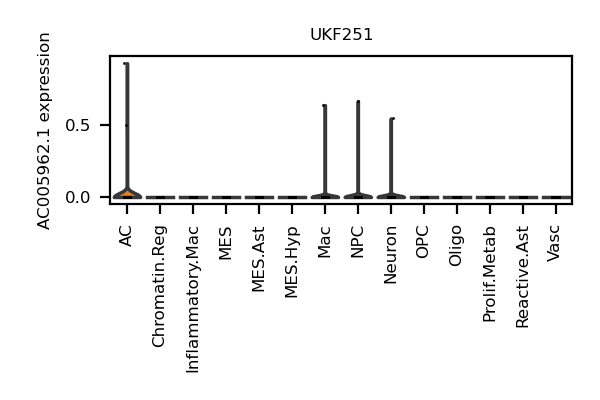 UKF251
AC005962.1 expression
0.5
0.0
AC
Chromatin.Reg
Inflammatory.Mac
MES
MES.Ast
MES.Hyp
Mac
NPC
Neuron
OPC
Oligo
Prolif.Metab
Reactive.Ast
Vasc